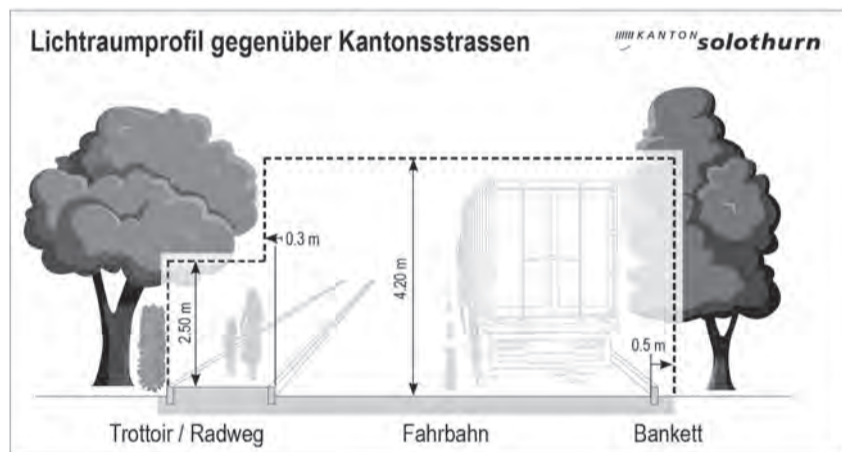 Lichtraumprofil gegenüber Kantonsstrassen
KANTON solothurn
0.3 m
2.50 m
4.20 m
0.5 m
Trottoir / Radweg
Fahrbahn
Bankett